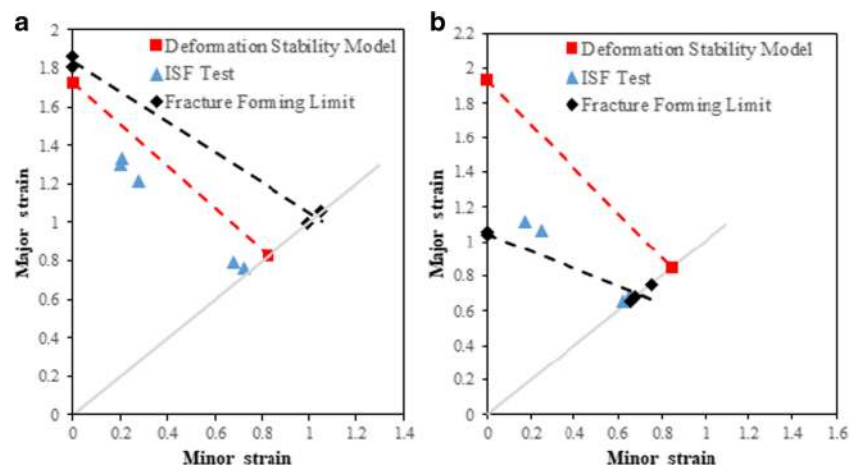 a
2
1.8
1.6
1.4
1.2
1
0.8
0.6
0.4
0.2
0
0 0.2 0.4 0.6 0.8 1 1.2 1.4
Major strain
Minor strain
Deformation Stability Model
ISF Test
Fracture Forming Limit
b
2.2
2
1.8
1.6
1.4
1.2
1
0.8
0.6
0.4
0.2
0
0 0.2 0.4 0.6 0.8 1 1.2 1.4 1.6
Major strain
Minor strain
Deformation Stability Model
ISF Test
Fracture Forming Limit